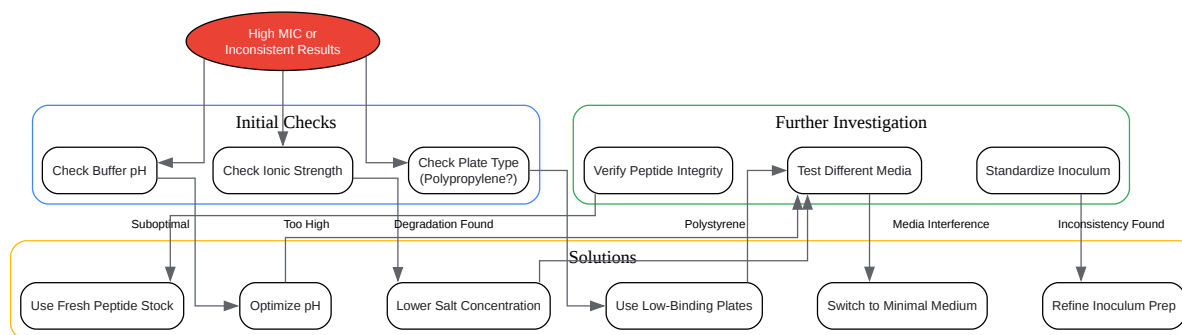 High MIC or
Inconsistent Results
Initial Checks
Further Investigation
Check Buffer pH
Check Ionic Strength
Check Plate Type
(Polypropylene?)
Verify Peptide Integrity
Test Different Media
Standardize Inoculum
Suboptimal
Too High
Degradation Found
Polystyrene
Media Interference
Inconsistency Found
Solutions
Use Fresh Peptide Stock
Optimize pH
Lower Salt Concentration
Use Low-Binding Plates
Switch to Minimal Medium
Refine Inoculum Prep